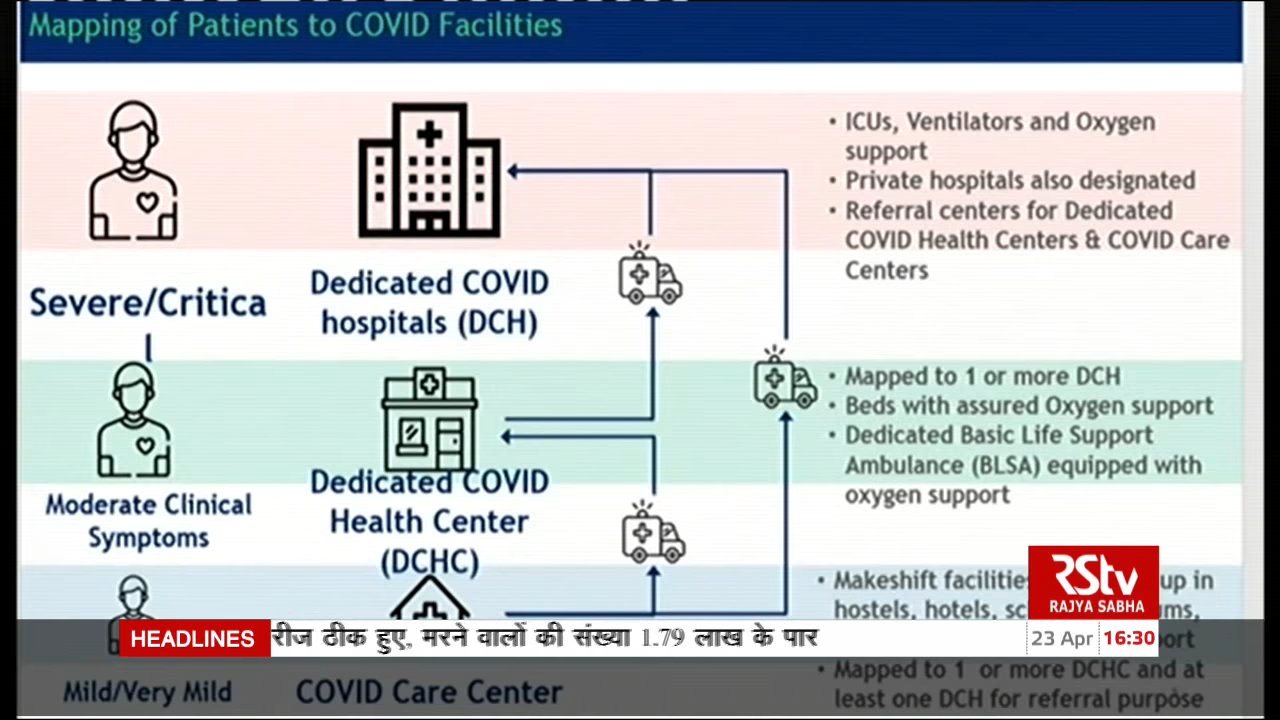 Mapping of Patients to COVID Facilities
• ICUs, Ventilators and Oxygen
support
• Private hospitals also designated
• Referral centers for Dedicated
COVID Health Centers & COVID Care
Centers
Severe/Critica
l
Dedicated COVID
hospitals (DCH)
• Mapped to 1 or more DCH
• Beds with assured Oxygen support
• Dedicated Basic Life Support
Ambulance (BLSA) equipped with
oxygen support
Moderate Clinical
Symptoms
Dedicated COVID
Health Center
(DCHC)
• Makeshift facilities up in
hostels, hotels,
RStv
RAJYA SABHA
HEADLINES
ठीक हुए, मरने वालों की संख्या 1.79 लाख के पार
23 Apr 16:30
Mild/Very Mild
COVID Care Center
• Mapped to 1 or more DCHC and at
least one DCH for referral purpose